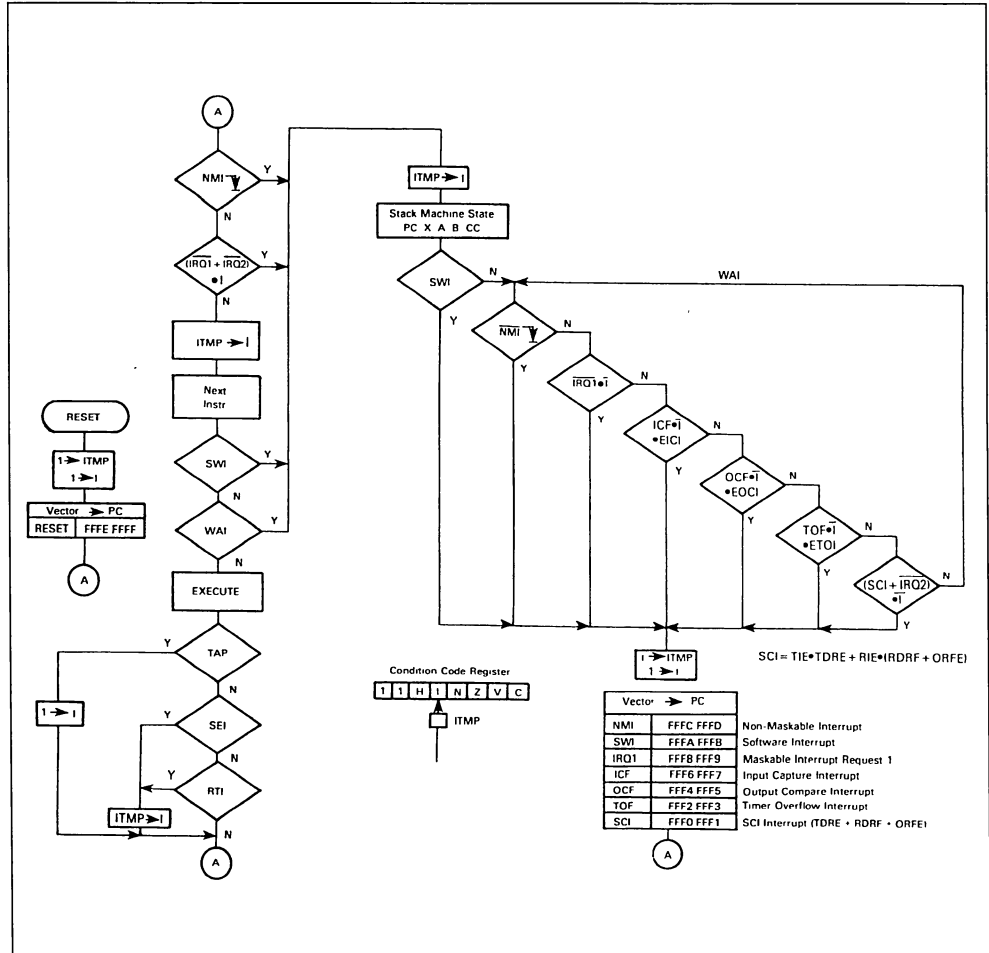 A
NMI
Y
N
(IRQ1 + IRQ2)
•I
Y
N
ITMP → I
Next
Instr
SWI
Y
N
WAI
Y
N
EXECUTE
Y
TAP
N
1 → I
Y
SEI
N
Y
RTI
ITMP → I
N
A
RESET
1 → ITMP
1 → I
Vector → PC
RESET FFFE FFFF
A
ITMP → I
Stack Machine State
PC X A B CC
SWI
N
WAI
Y
NMI
N
Y
IRQ1•I
N
Y
ICF•I
•EICI
N
Y
OCF•I
•EOCI
N
Y
TOF•I
•ETOI
N
Y
(SCI + IRQ2)
•I
N
Y
1 → ITMP
1 → I
SCI = TIE•TDRE + RIE•(RDRF + ORFE)
Condition Code Register
1 1 H I N Z V C
ITMP
Vector → PC
NMI FFFC FFFD Non-Maskable Interrupt
SWI FFFA FFFB Software Interrupt
IRQ1 FFF8 FFF9 Maskable Interrupt Request 1
ICF FFF6 FFF7 Input Capture Interrupt
OCF FFF4 FFF5 Output Compare Interrupt
TOF FFF2 FFF3 Timer Overflow Interrupt
SCI FFF0 FFF1 SCI Interrupt (TDRE + RDRF + ORFE)
A